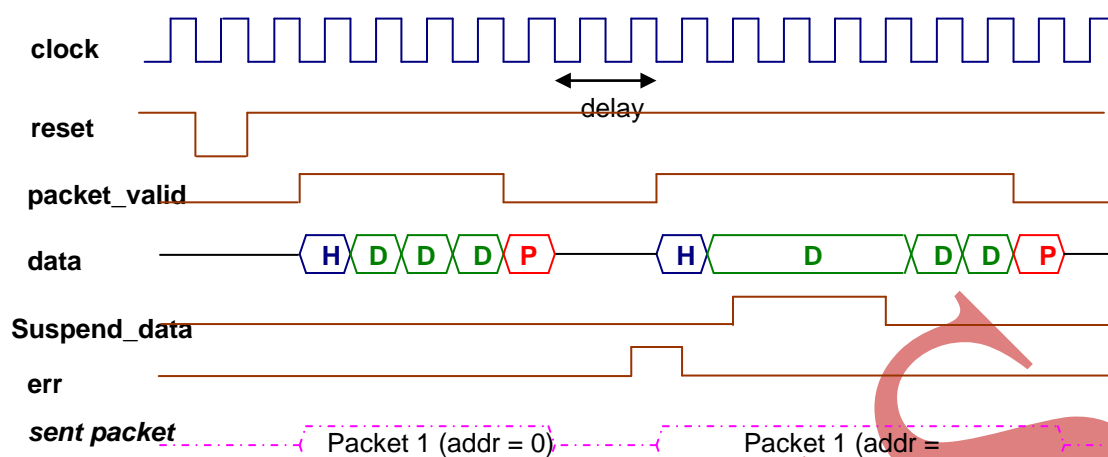 clock
delay
reset
packet_valid
H D D D P H D D D P
data
Suspend_data
err
sent packet
Packet 1 (addr = 0) Packet 1 (addr =